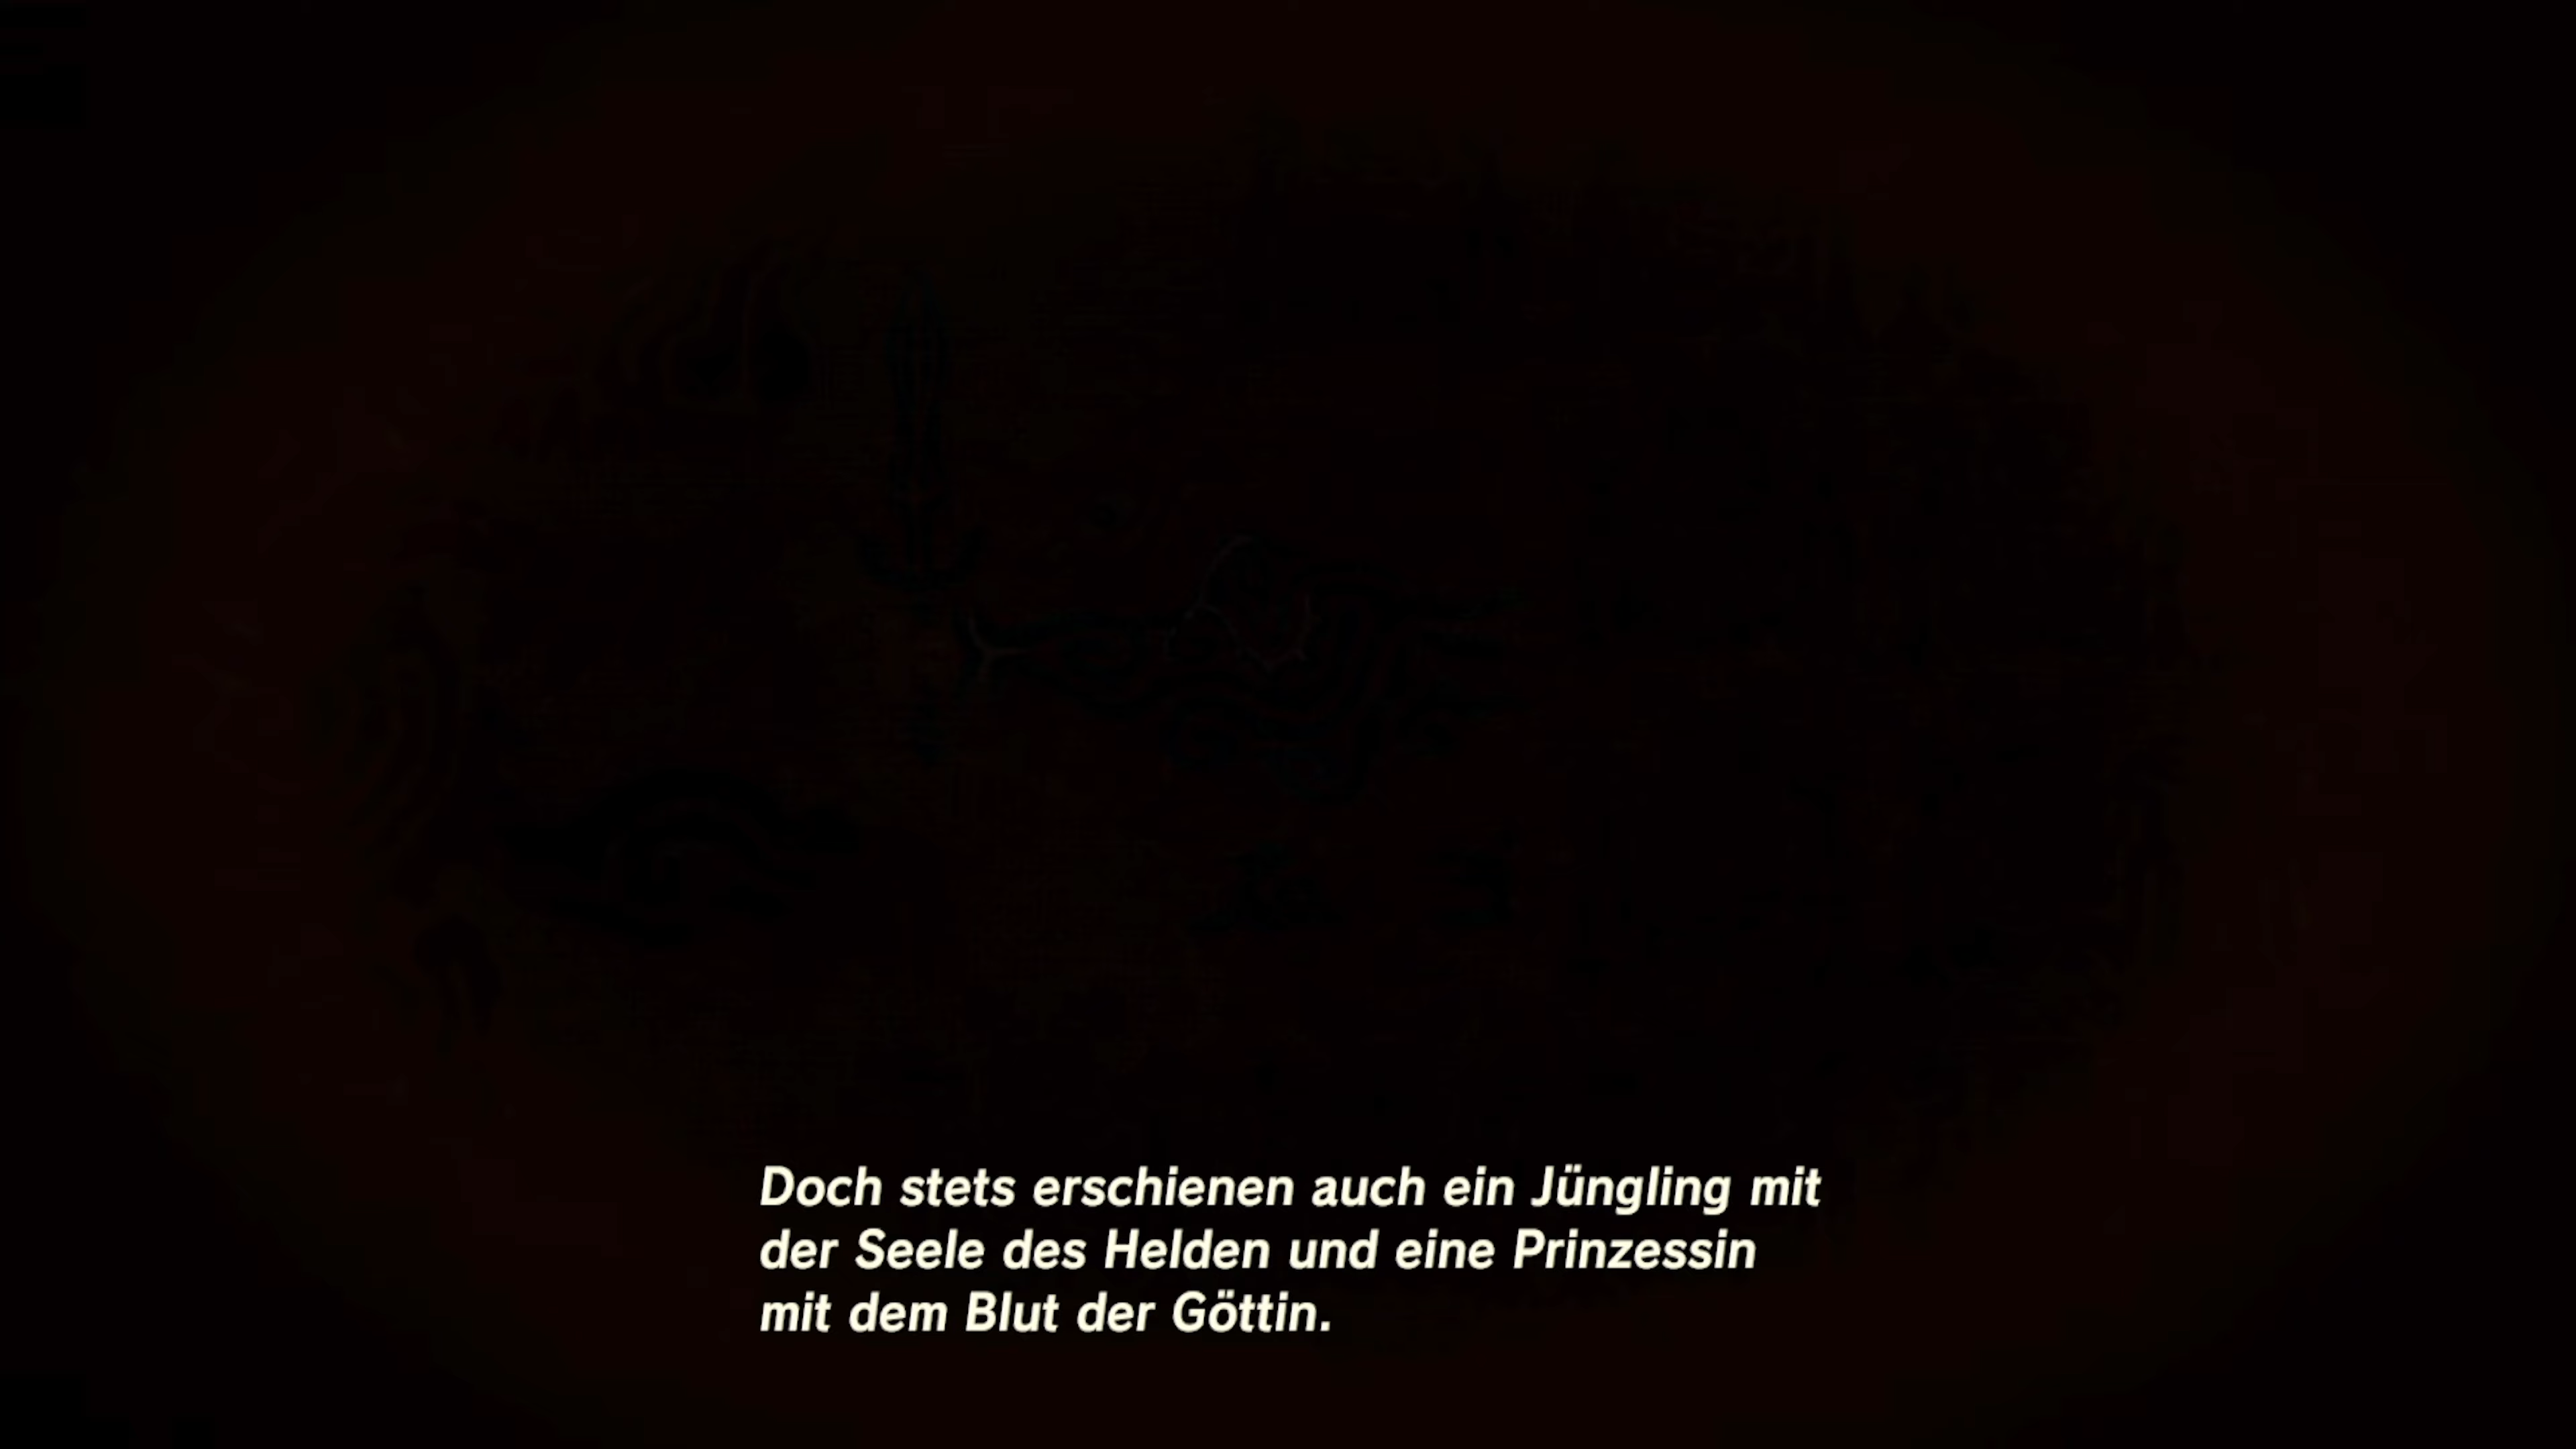 Doch stets erschienen auch ein Jüngling mit
der Seele des Helden und eine Prinzessin
mit dem Blut der Göttin.